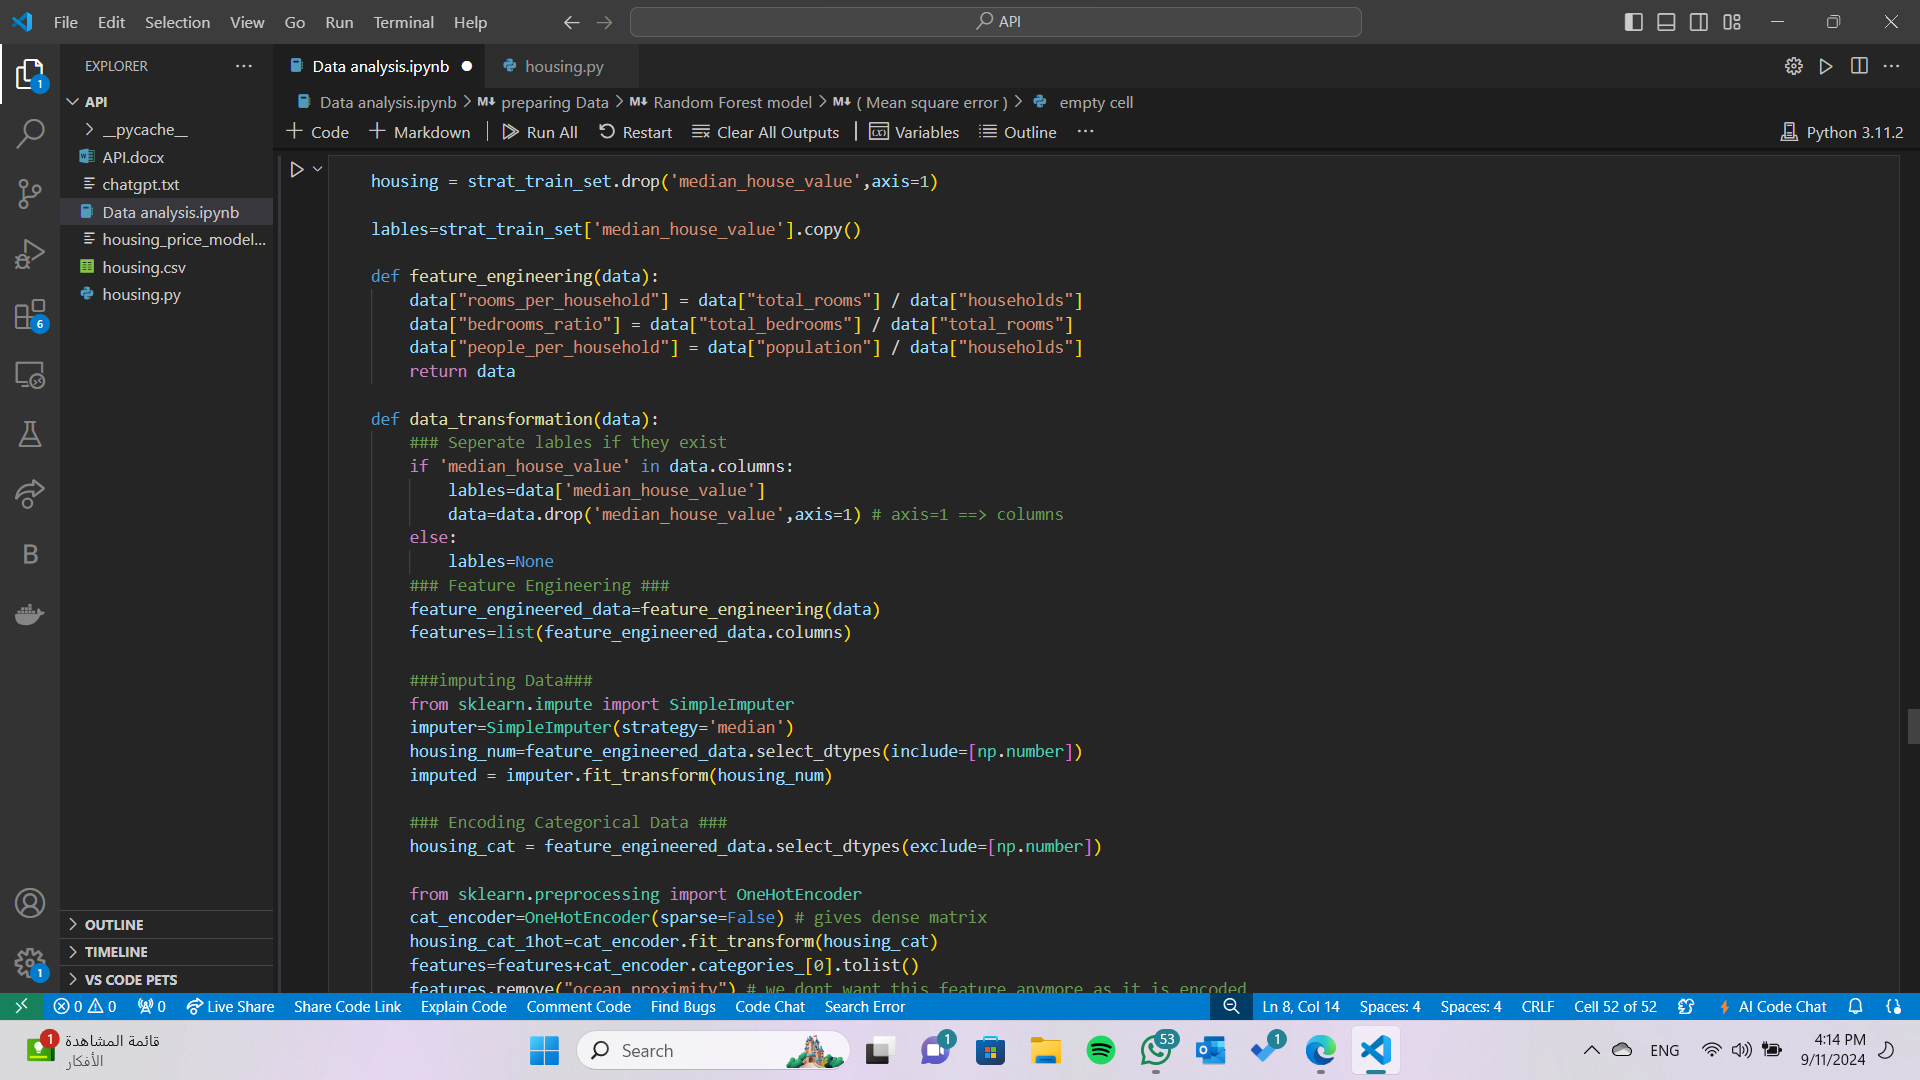 File Edit Selection View Go Run Terminal Help
API
EXPLORER
Data analysis.ipynb
housing.py
API
__pycache__
API.docx
chatgpt.txt
Data analysis.ipynb
housing_price_model...
housing.csv
housing.py
OUTLINE
TIMELINE
VS CODE PETS
Data analysis.ipynb > M↓ preparing Data > M↓ Random Forest model > M↓ ( Mean square error ) > empty cell
+ Code + Markdown Run All Restart Clear All Outputs Variables Outline ... Python 3.11.2
housing = strat_train_set.drop('median_house_value',axis=1)
lables=strat_train_set['median_house_value'].copy()
def feature_engineering(data):
data["rooms_per_household"] = data["total_rooms"] / data["households"]
data["bedrooms_ratio"] = data["total_bedrooms"] / data["total_rooms"]
data["people_per_household"] = data["population"] / data["households"]
return data
def data_transformation(data):
### Seperate lables if they exist
if 'median_house_value' in data.columns:
lables=data['median_house_value']
data=data.drop('median_house_value',axis=1) # axis=1 ==> columns
else:
lables=None
### Feature Engineering ###
feature_engineered_data=feature_engineering(data)
features=list(feature_engineered_data.columns)
###imputing Data###
from sklearn.impute import SimpleImputer
imputer=SimpleImputer(strategy='median')
housing_num=feature_engineered_data.select_dtypes(include=[np.number])
imputed = imputer.fit_transform(housing_num)
### Encoding Categorical Data ###
housing_cat = feature_engineered_data.select_dtypes(exclude=[np.number])
from sklearn.preprocessing import OneHotEncoder
cat_encoder=OneHotEncoder(sparse=False) # gives dense matrix
housing_cat_1hot=cat_encoder.fit_transform(housing_cat)
features=features+cat_encoder.categories_[0].tolist()
features.remove("ocean_proximity") # we dont want this feature anymore as it is encoded
1
6
B
1
0 0 0 Live Share Share Code Link Explain Code Comment Code Find Bugs Code Chat Search Error Ln 8, Col 14 Spaces: 4 Spaces: 4 CRLF Cell 52 of 52 AI Code Chat
1
قائمة المشاهدة
الأفكار
Search
1
53
1
ENG
4:14 PM
9/11/2024